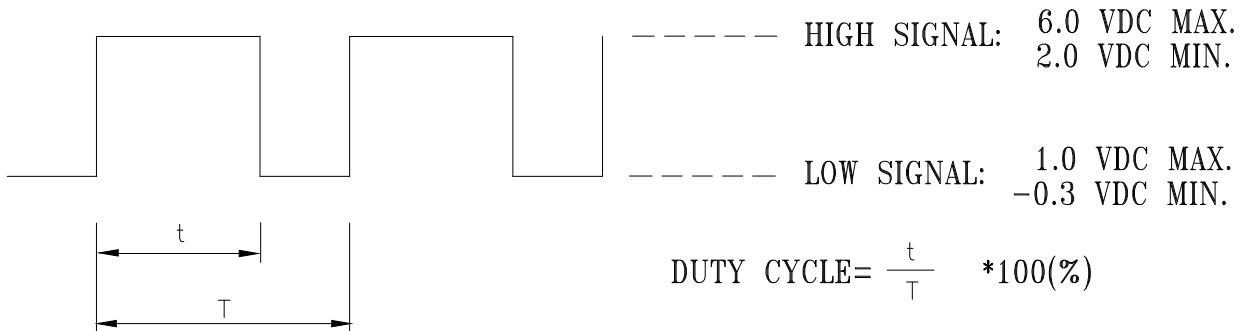 HIGH SIGNAL: 6.0 VDC MAX.
2.0 VDC MIN.
LOW SIGNAL: 1.0 VDC MAX.
-0.3 VDC MIN.
t
T
DUTY CYCLE= t/T *100(%)